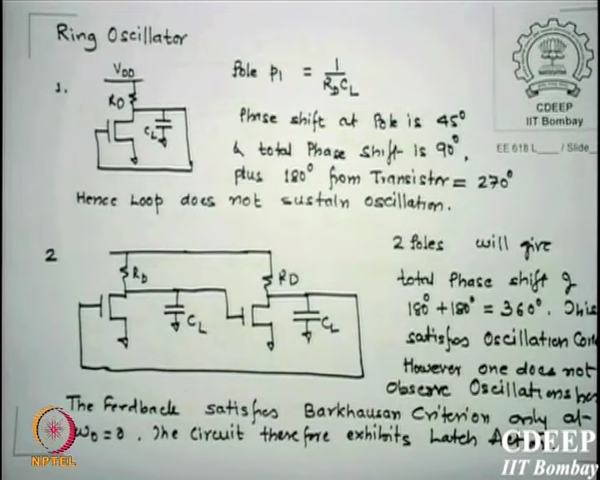 Ring Oscillator
CDEEP
IIT Bombay
EE 618 L____ / Slide_
1.
VDD
RD
CL
Pole p1 = 1 / RDCL
Phase shift at Pole is 45°
& total Phase shift is 90°,
plus 180° from Transistor = 270°
Hence Loop does not sustain oscillation.
2
RD
RD
CL
CL
2 Poles will give
total Phase shift of
180° + 180° = 360°. This
satisfies Oscillation
However one does not
Observe Oscillations
The Feedback satisfies Barkhausan Criterion only at
ω0 = 0. The Circuit therefore exhibits Latch
NPTEL
CDEEP
IIT Bombay